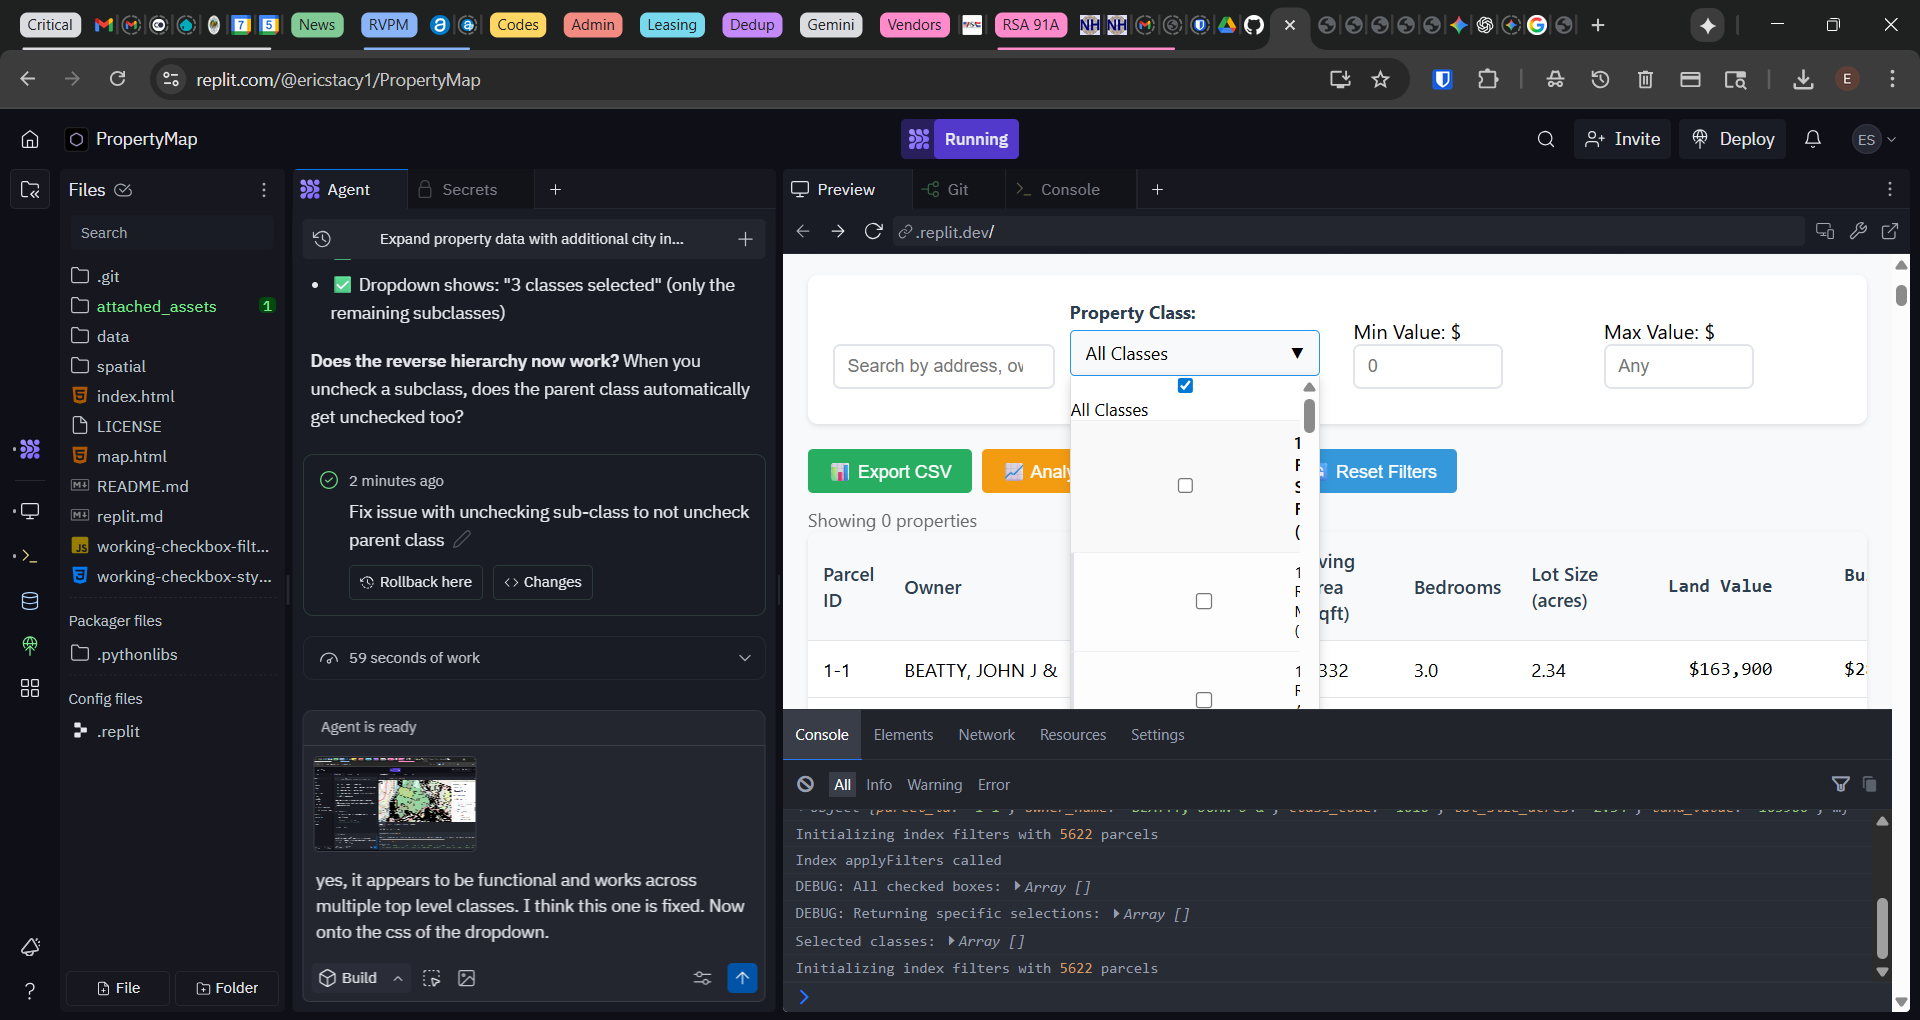 Critical
7
5
News
RVPM
Codes
Admin
Leasing
Dedup
Gemini
Vendors
RSA 91A
NH
NH
replit.com/@ericstacy1/PropertyMap
E
PropertyMap
Running
Invite
Deploy
ES
Files
Search
.git
attached_assets
1
data
spatial
index.html
LICENSE
map.html
README.md
replit.md
working-checkbox-filt...
working-checkbox-sty...
Packager files
.pythonlibs
Config files
.replit
File
Folder
Agent
Secrets
Expand property data with additional city in...
• ✅ Dropdown shows: "3 classes selected" (only the
remaining subclasses)
Does the reverse hierarchy now work? When you
uncheck a subclass, does the parent class automatically
get unchecked too?
2 minutes ago
Fix issue with unchecking sub-class to not uncheck
parent class
Rollback here
Changes
59 seconds of work
Agent is ready
yes, it appears to be functional and works across
multiple top level classes. I think this one is fixed. Now
onto the css of the dropdown.
Build
Preview
Git
Console
.replit.dev/
Property Class:
Search by address, ow
All Classes
Min Value: $
0
Max Value: $
Any
All Classes
Export CSV
Analy
Reset Filters
Showing 0 properties
Parcel
ID
Owner
ving
rea
qft)
Bedrooms
Lot Size
(acres)
Land Value
Bu
1-1
BEATTY, JOHN J &
332
3.0
2.34
$163,900
Console
Elements
Network
Resources
Settings
All
Info
Warning
Error
Initializing index filters with 5622 parcels
Index applyFilters called
DEBUG: All checked boxes: Array []
DEBUG: Returning specific selections: Array []
Selected classes: Array []
Initializing index filters with 5622 parcels